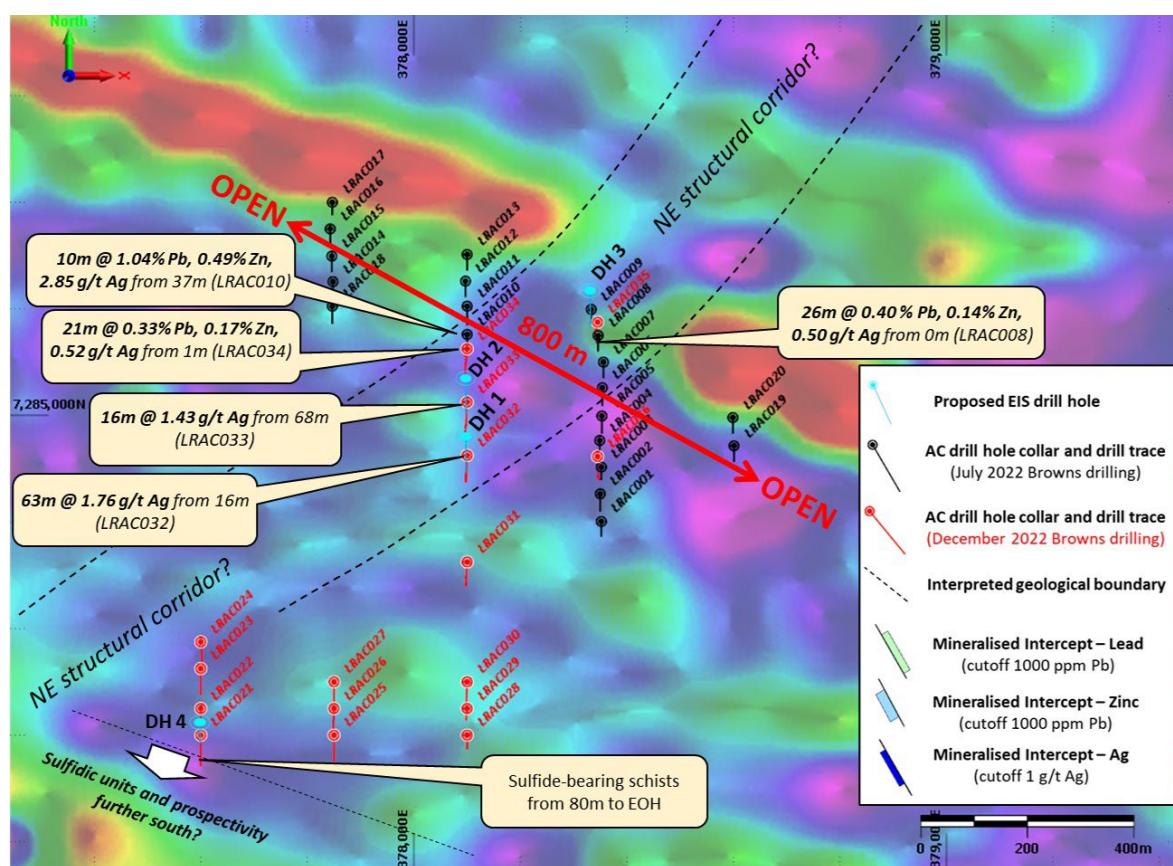 North
X
378,000E
379,000E
NE structural corridor?
OPEN
800 m
OPEN
LRAC017
LRAC016
LRAC015
LRAC014
LRAC018
LRAC013
LRAC012
LRAC011
LRAC010
LRAC034
DH 2
LRAC033
DH 1
LRAC032
DH 3
LRAC009
LRAC035
LRAC008
LRAC007
LRAC005
LRAC004
LRAC002
LRAC001
LRAC020
LRAC019
10m @ 1.04% Pb, 0.49% Zn,
2.85 g/t Ag from 37m (LRAC010)
21m @ 0.33% Pb, 0.17% Zn,
0.52 g/t Ag from 1m (LRAC034)
26m @ 0.40 % Pb, 0.14% Zn,
0.50 g/t Ag from 0m (LRAC008)
7,285,000N
16m @ 1.43 g/t Ag from 68m
(LRAC033)
63m @ 1.76 g/t Ag from 16m
(LRAC032)
LRAC031
NE structural corridor?
LRAC024
LRAC023
LRAC022
LRAC021
DH 4
LRAC027
LRAC026
LRAC025
LRAC030
LRAC029
LRAC028
Sulfidic units and prospectivity
further south?
Sulfide-bearing schists
from 80m to EOH
Proposed EIS drill hole
AC drill hole collar and drill trace
(July 2022 Browns drilling)
AC drill hole collar and drill trace
(December 2022 Browns drilling)
Interpreted geological boundary
Mineralised Intercept – Lead
(cutoff 1000 ppm Pb)
Mineralised Intercept – Zinc
(cutoff 1000 ppm Pb)
Mineralised Intercept – Ag
(cutoff 1 g/t Ag)
0 200 400m
378,000E
379,000E